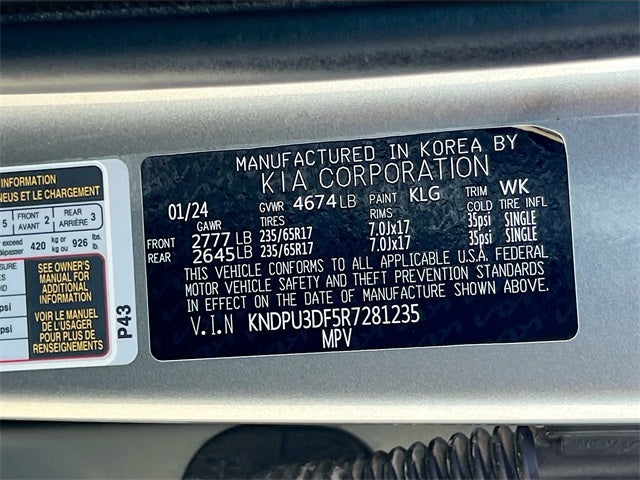 INFORMATION
NEUS ET LE CHARGEMENT
5 FRONT AVANT 2 REAR ARRIÈRE 3
exceed dépasser 420 kg or kg ou 926 lbs. lb.
SEE OWNER'S
MANUAL FOR
ADDITIONAL
INFORMATION
VOIR LE MANUEL
DE L'USAGER
POUR PLUS DE
RENSEIGNEMENTS
psi
psi
P43
MANUFACTURED IN KOREA BY
KIA CORPORATION
01/24 GVWR 4674 LB PAINT KLG TRIM WK
GAWR TIRES RIMS COLD TIRE INFL
FRONT 2777 LB 235/65R17 7.0Jx17 35psi SINGLE
REAR 2645 LB 235/65R17 7.0Jx17 35psi SINGLE
THIS VEHICLE CONFORMS TO ALL APPLICABLE U.S.A. FEDERAL
MOTOR VEHICLE SAFETY AND THEFT PREVENTION STANDARDS
IN EFFECT ON THE DATE OF MANUFACTURE SHOWN ABOVE.
V.I.N KNDPU3DF5R7281235
MPV